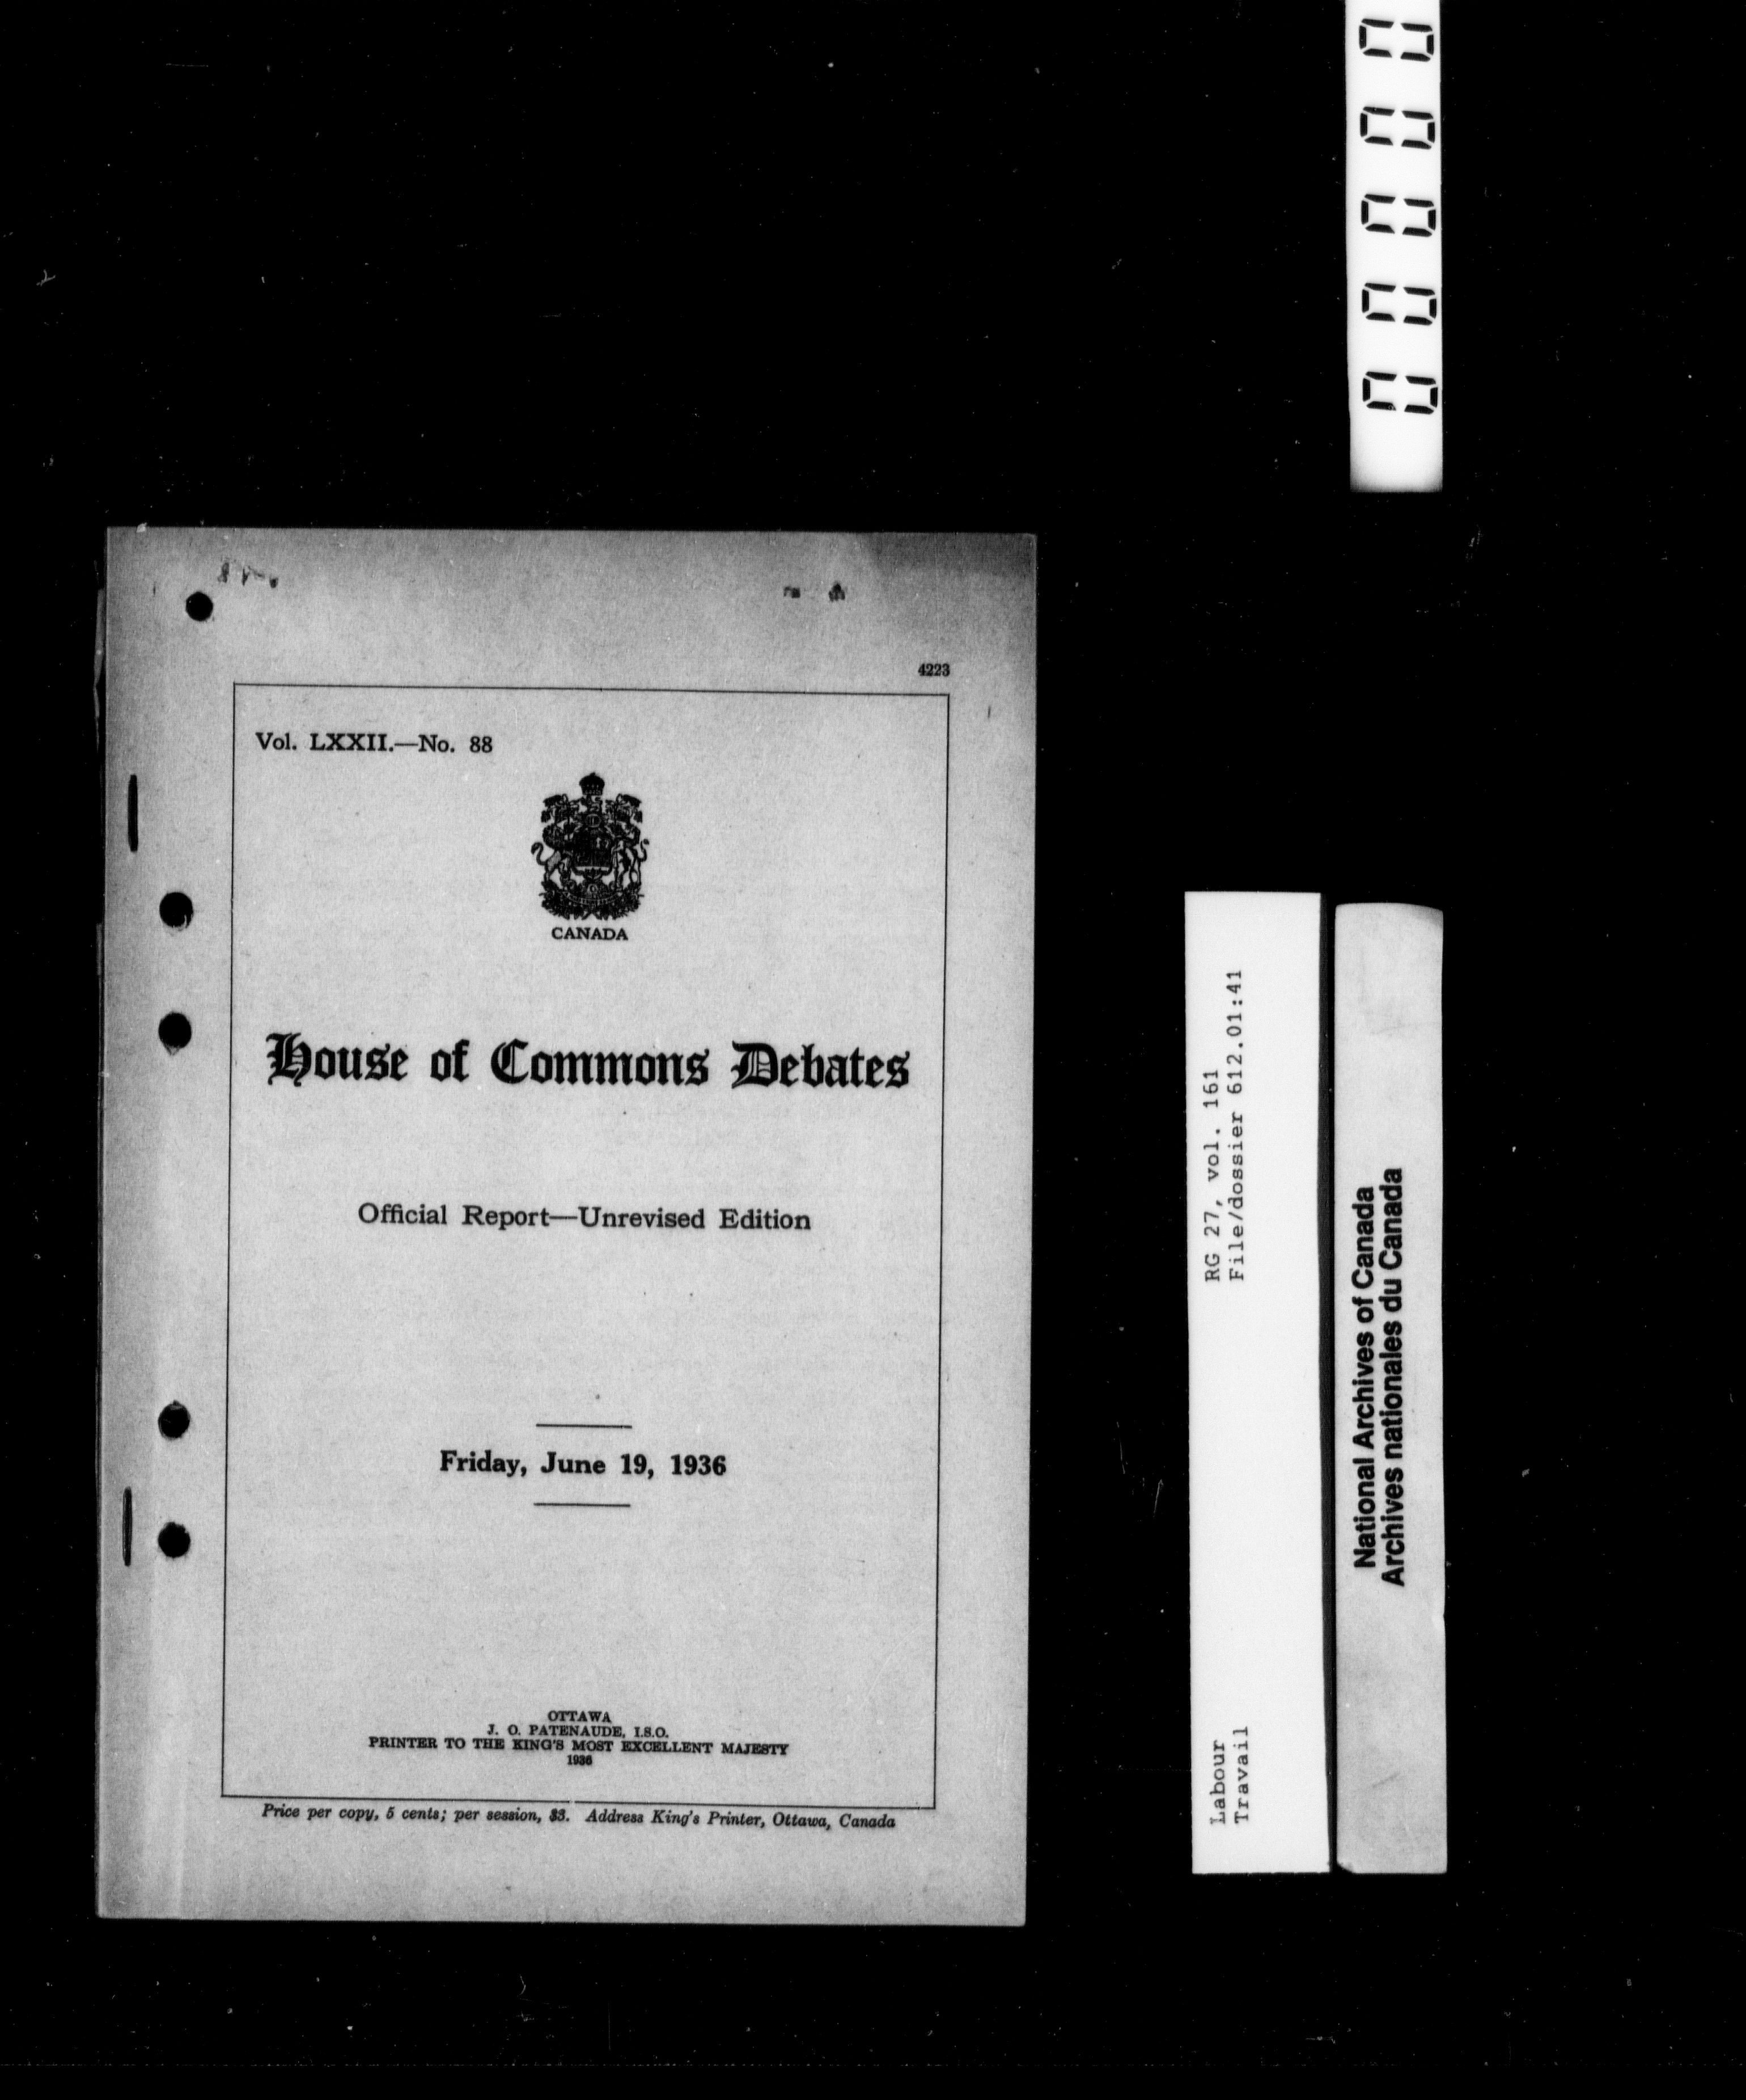 4223
Vol. LXXII.—No. 88
CANADA
House of Commons Debates
Official Report—Unrevised Edition
Friday, June 19, 1936
OTTAWA
J. O. PATENAUDE, I.S.O.
PRINTER TO THE KING'S MOST EXCELLENT MAJESTY
1936
Price per copy, 5 cents; per session, $3. Address King's Printer, Ottawa, Canada
00000
Labour
Travail
RG 27, vol. 161
File/dossier 612.01:41
National Archives of Canada
Archives nationales du Canada